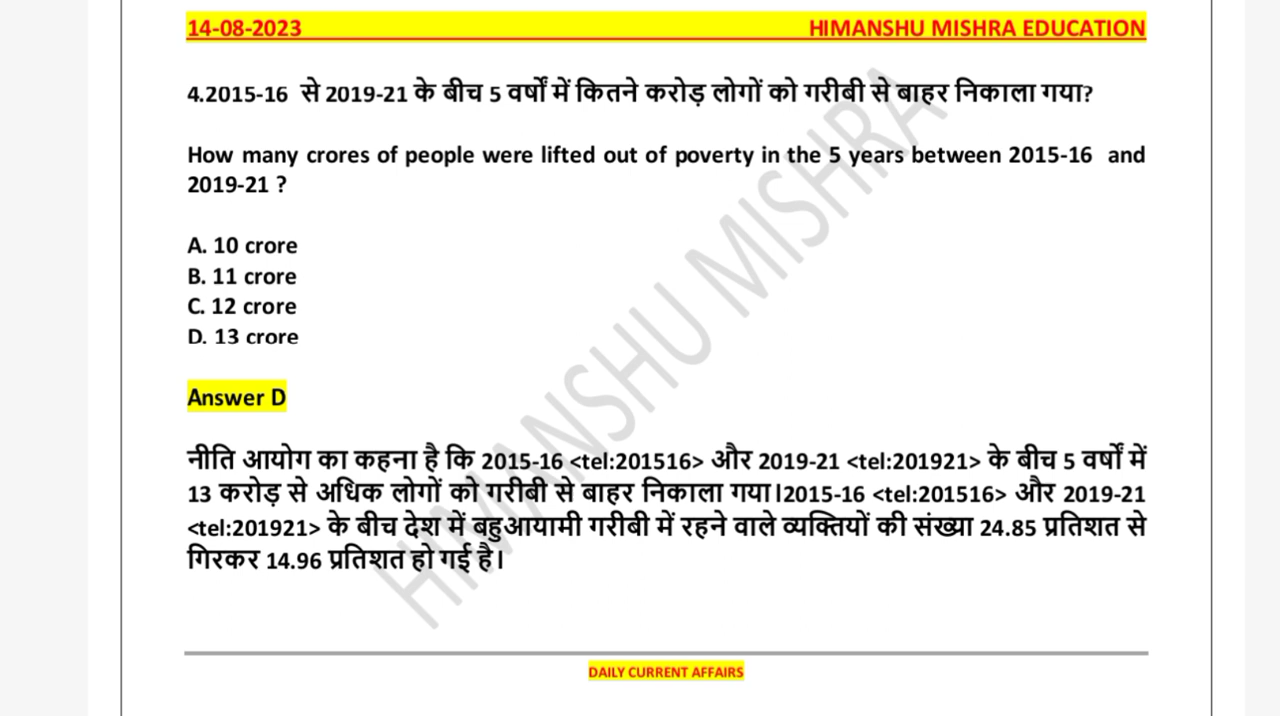 14-08-2023 HIMANSHU MISHRA EDUCATION
4.2015-16 से 2019-21 के बीच 5 वर्षों में कितने करोड़ लोगों को गरीबी से बाहर निकाला गया?
How many crores of people were lifted out of poverty in the 5 years between 2015-16 and
2019-21 ?
A. 10 crore
B. 11 crore
C. 12 crore
D. 13 crore
Answer D
नीति आयोग का कहना है कि 2015-16 <tel:201516> और 2019-21 <tel:201921> के बीच 5 वर्षों में
13 करोड़ से अधिक लोगों को गरीबी से बाहर निकाला गया।2015-16 <tel:201516> और 2019-21
<tel:201921> के बीच देश में बहुआयामी गरीबी में रहने वाले व्यक्तियों की संख्या 24.85 प्रतिशत से
गिरकर 14.96 प्रतिशत हो गई है।
HIMANSHU MISHRA
DAILY CURRENT AFFAIRS